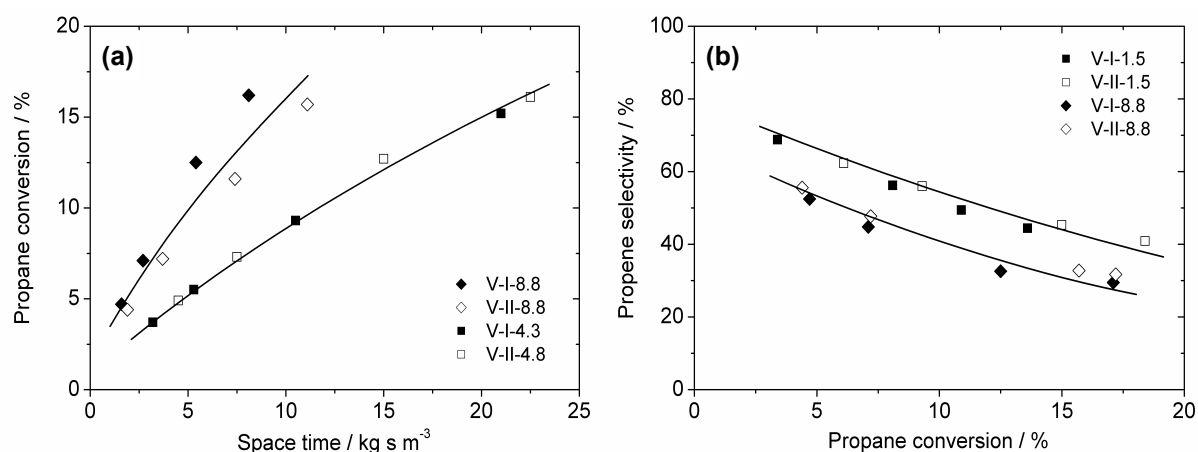 (a)
Propane conversion / %
20
15
10
5
0
V-I-8.8
V-II-8.8
V-I-4.3
V-II-4.8
0 5 10 15 20 25
Space time / kg s m⁻³
(b)
Propene selectivity / %
100
80
60
40
20
0
V-I-1.5
V-II-1.5
V-I-8.8
V-II-8.8
5 10 15 20
Propane conversion / %